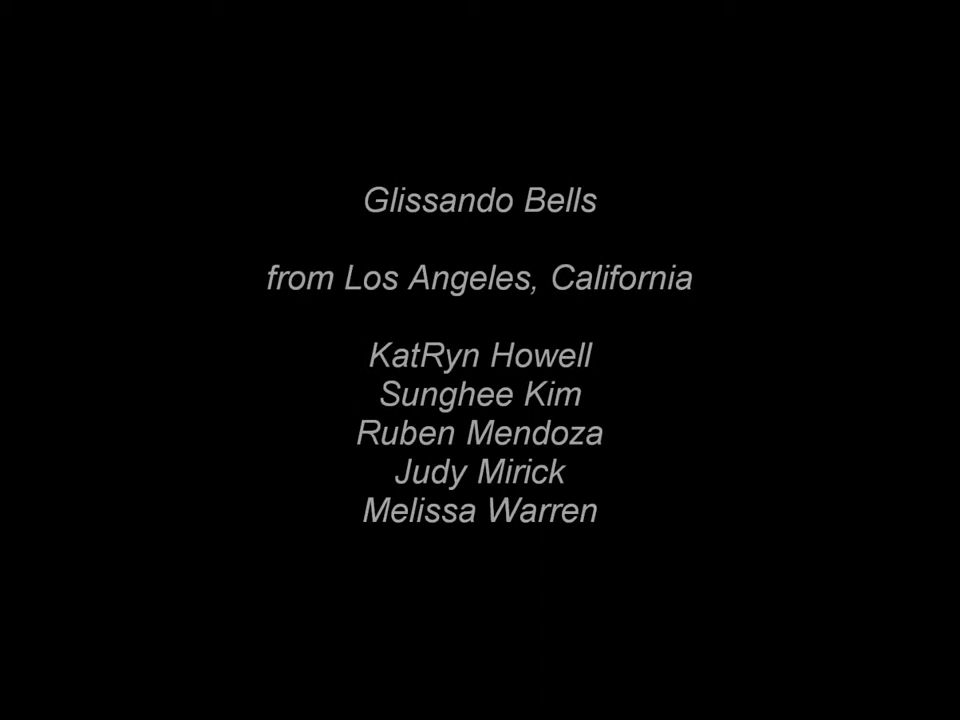 Glissando Bells
from Los Angeles, California
KatRyn Howell
Sunghee Kim
Ruben Mendoza
Judy Mirick
Melissa Warren